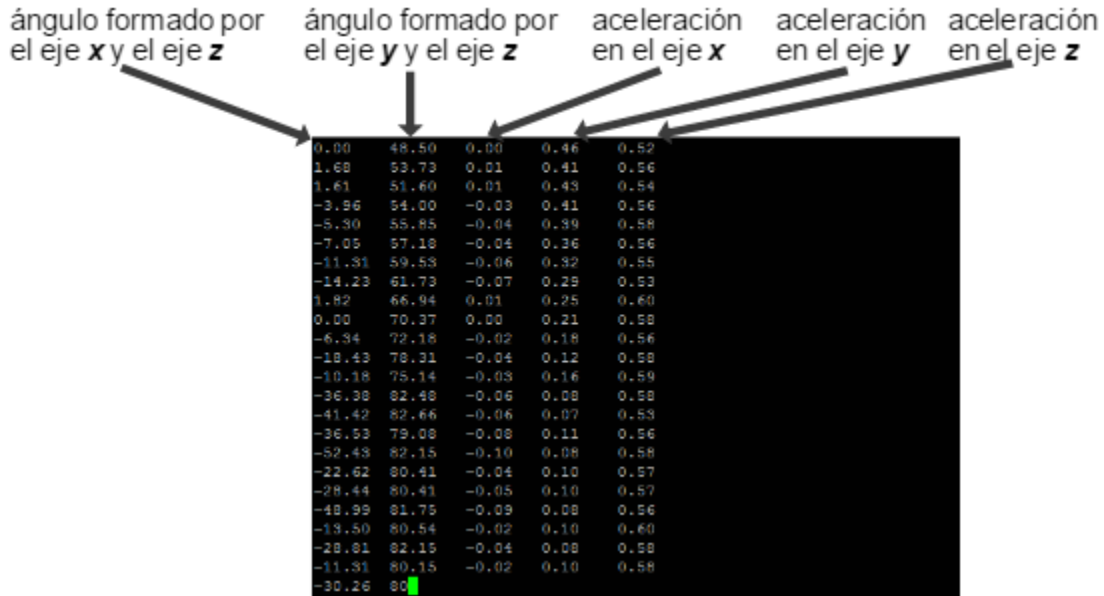 ángulo formado por
el eje x y el eje z
ángulo formado por
el eje y y el eje z
aceleración
en el eje x
aceleración
en el eje y
aceleración
en el eje z
0.00 48.50 0.00 0.46 0.52
1.68 53.73 0.01 0.41 0.56
1.61 51.60 0.01 0.43 0.54
-3.96 54.00 -0.03 0.41 0.56
-5.30 55.85 -0.04 0.39 0.58
-7.05 57.18 -0.04 0.36 0.56
-11.31 59.53 -0.06 0.32 0.55
-14.23 61.73 -0.07 0.29 0.53
1.82 66.94 0.01 0.25 0.60
0.00 70.37 0.00 0.21 0.58
-6.34 72.18 -0.02 0.18 0.56
-18.43 78.31 -0.04 0.12 0.58
-10.18 75.14 -0.03 0.16 0.59
-36.38 82.48 -0.06 0.08 0.58
-41.42 82.66 -0.06 0.07 0.53
-36.53 79.08 -0.08 0.11 0.56
-52.43 82.15 -0.10 0.08 0.58
-22.62 80.41 -0.04 0.10 0.57
-28.44 80.41 -0.05 0.10 0.57
-48.99 81.75 -0.09 0.08 0.56
-13.50 80.54 -0.02 0.10 0.60
-28.81 82.15 -0.04 0.08 0.58
-11.31 80.15 -0.02 0.10 0.58
-30.26 80